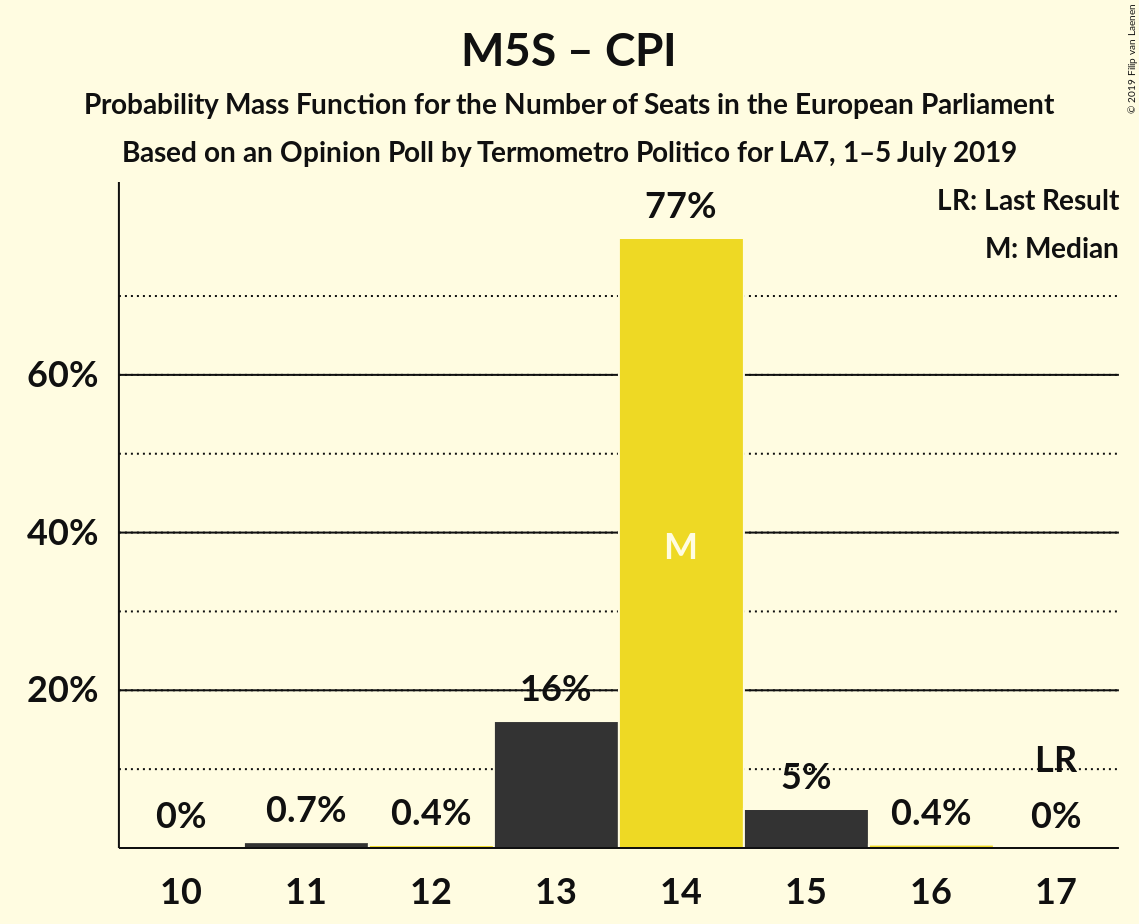 M5S – CPI
Probability Mass Function for the Number of Seats in the European Parliament
Based on an Opinion Poll by Termometro Politico for LA7, 1–5 July 2019
© 2019 Filip van Laenen
LR: Last Result
M: Median
77%
60%
40%
M
20%
16%
LR
5%
0%
0.7%
0.4%
0.4%
0%
10 11 12 13 14 15 16 17